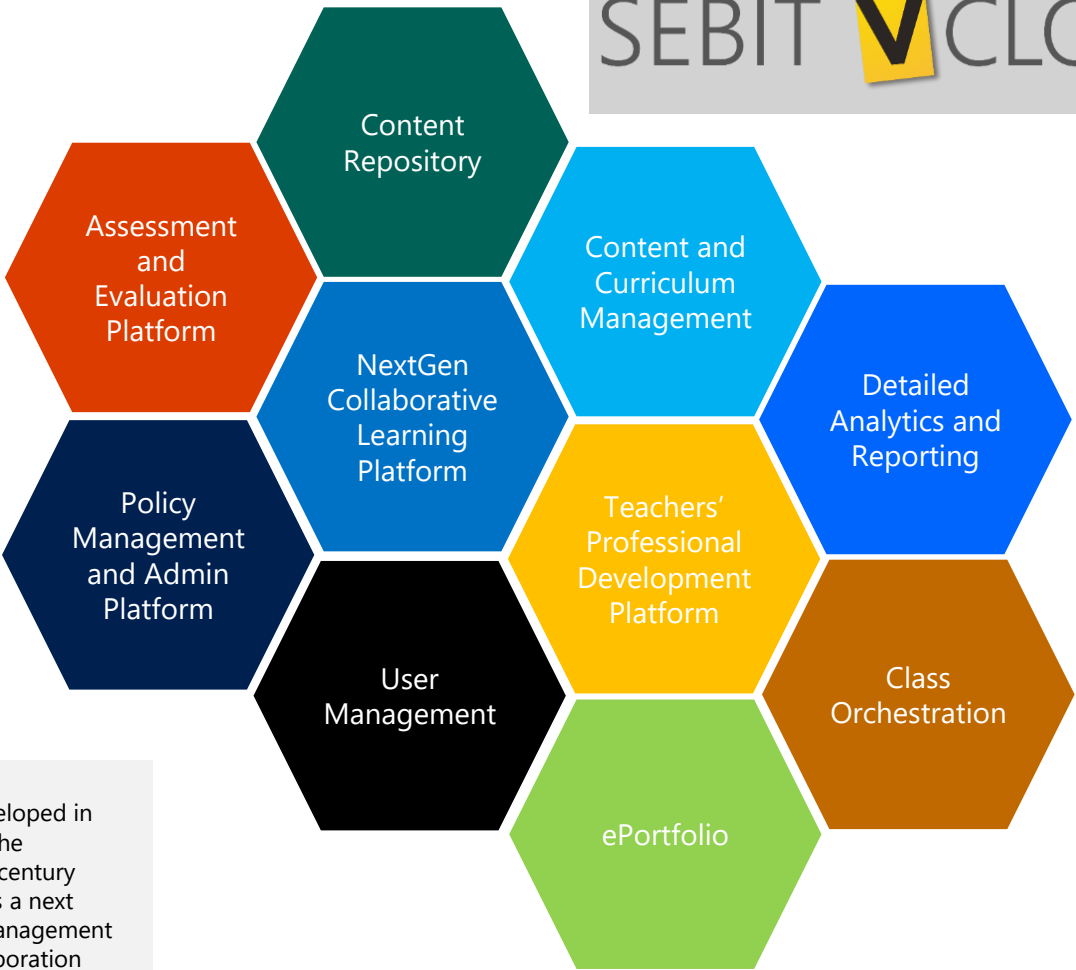 SEBIT VCLO
Content
Repository
Assessment
and
Evaluation
Platform
Content and
Curriculum
Management
NextGen
Collaborative
Learning
Platform
Detailed
Analytics and
Reporting
Policy
Management
and Admin
Platform
Teachers’
Professional
Development
Platform
User
Management
Class
Orchestration
ePortfolio
eloped in
he
century
s a next
anagement
boration